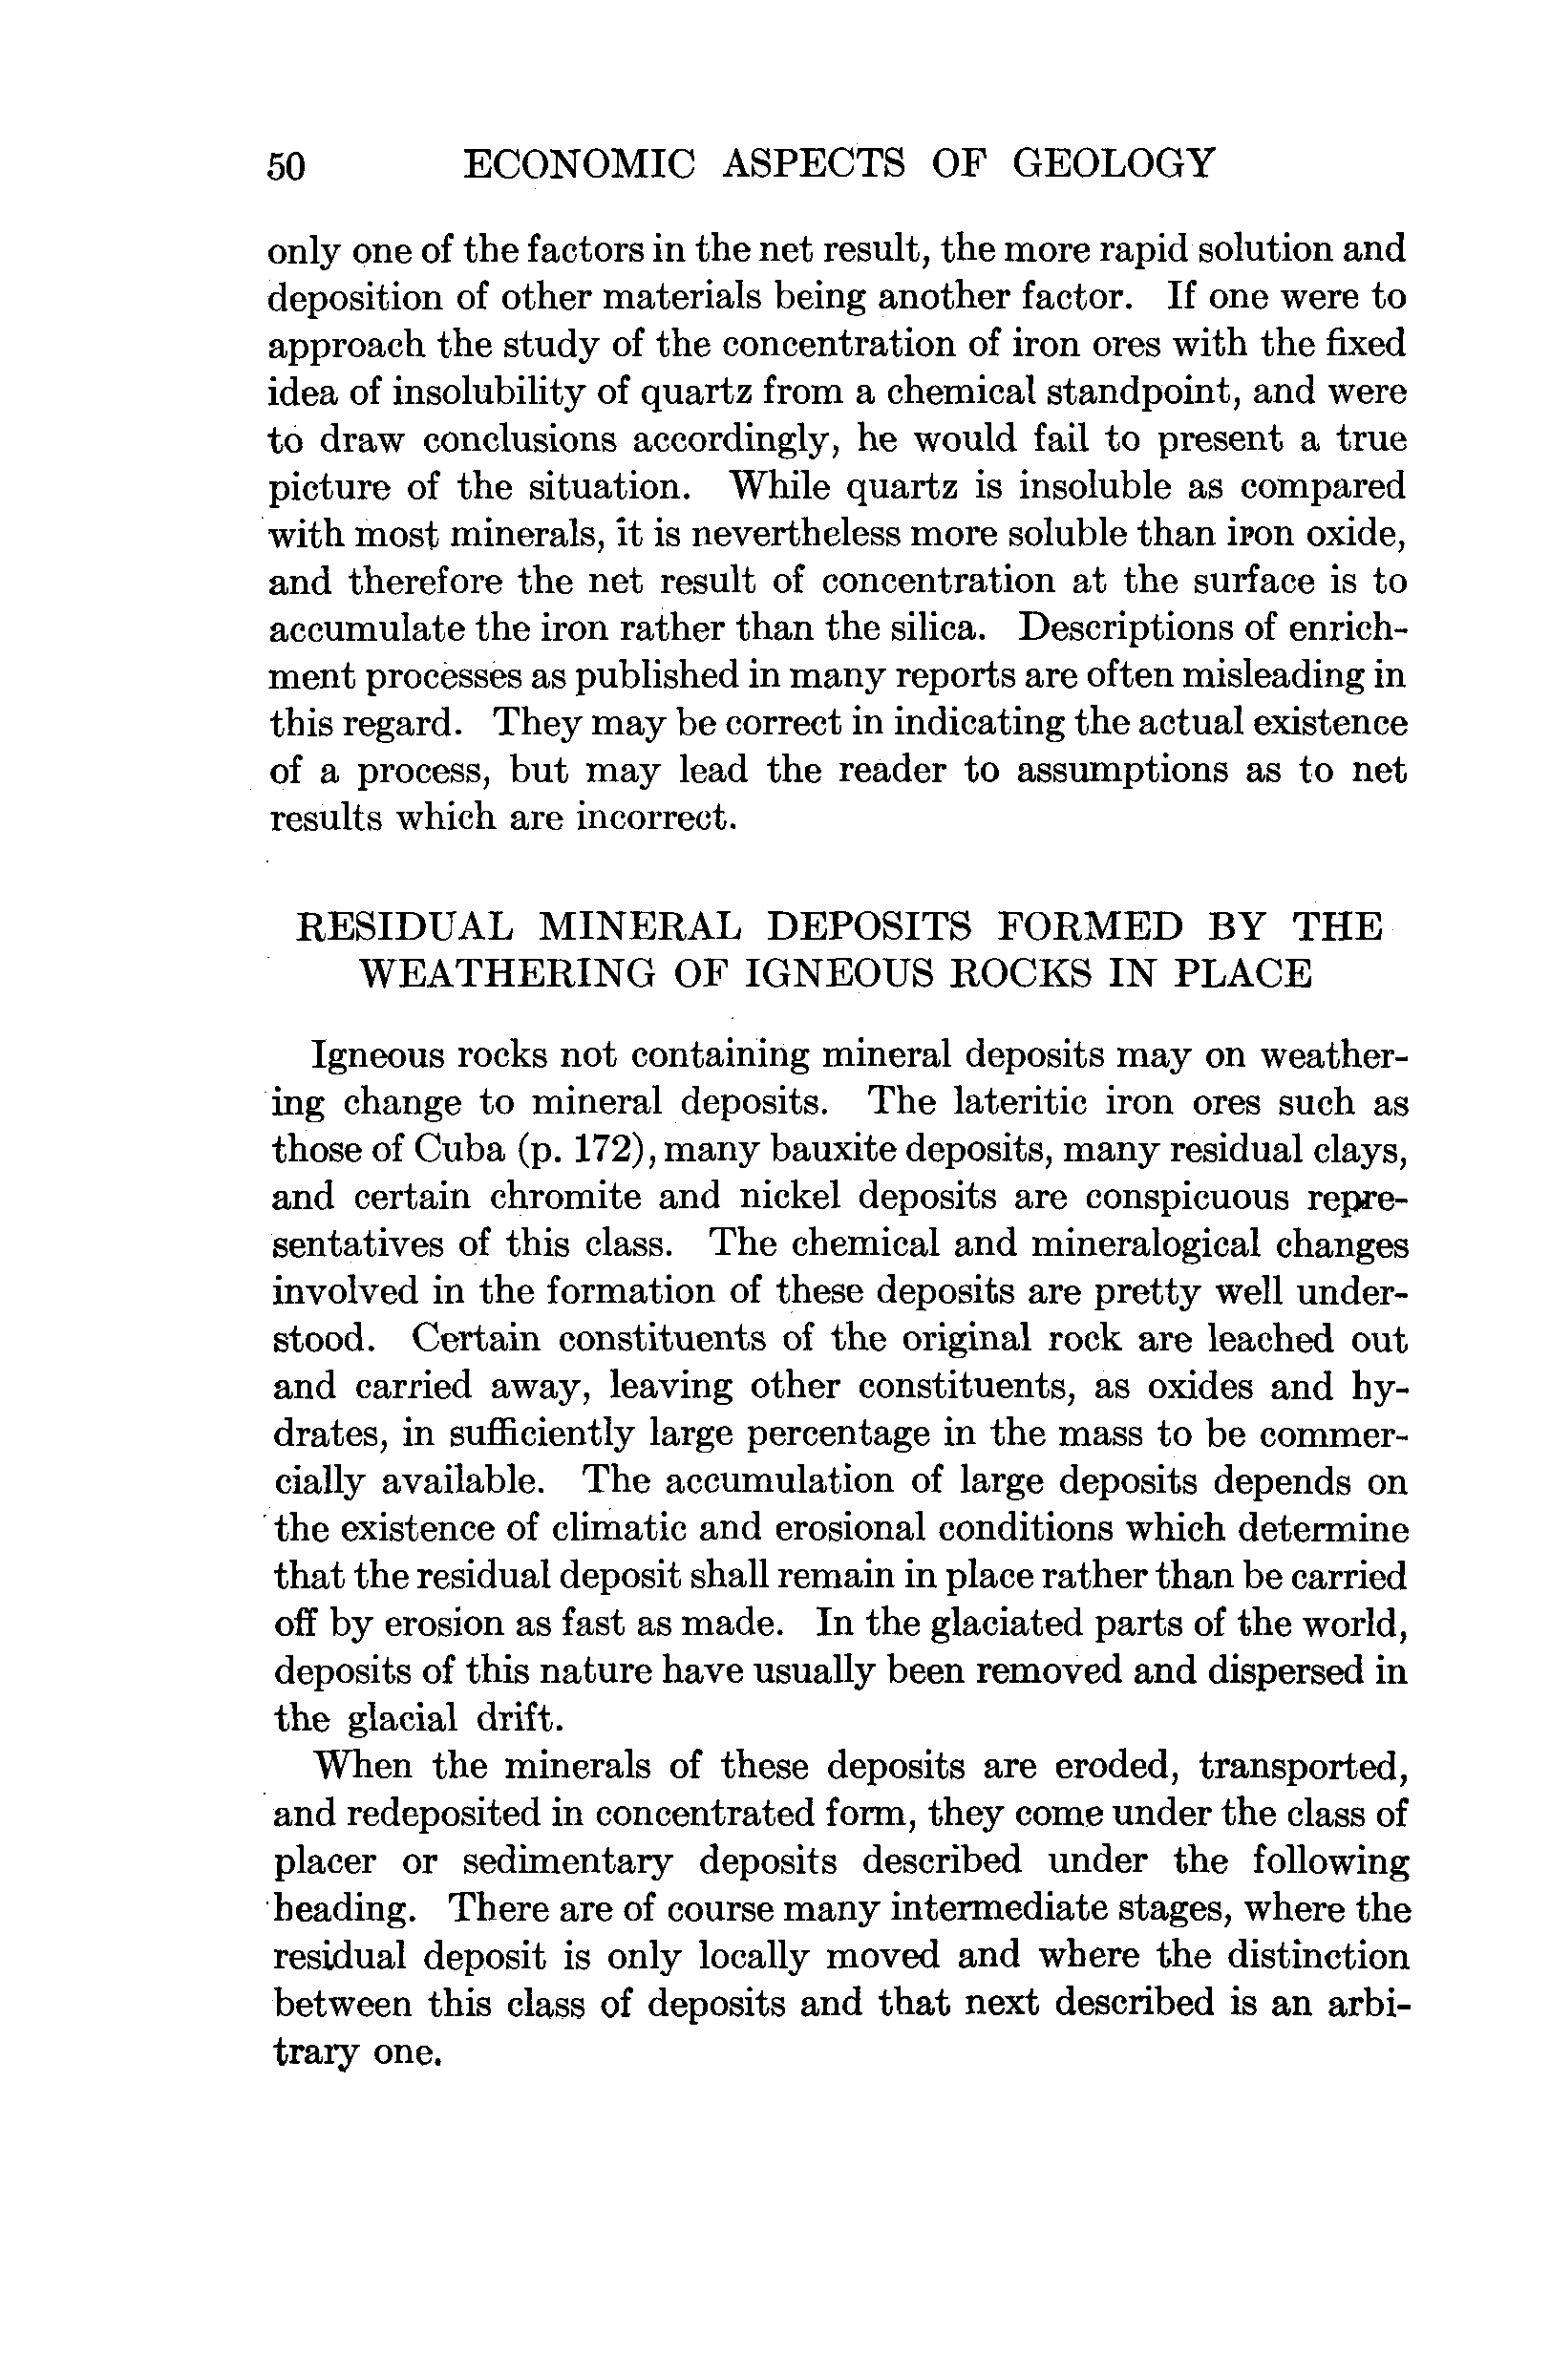 50 ECONOMIC ASPECTS OF GEOLOGY
only one of the factors in the net result, the more rapid solution and
deposition of other materials being another factor. If one were to
approach the study of the concentration of iron ores with the fixed
idea of insolubility of quartz from a chemical standpoint, and were
to draw conclusions accordingly, he would fail to present a true
picture of the situation. While quartz is insoluble as compared
with most minerals, it is nevertheless more soluble than iron oxide,
and therefore the net result of concentration at the surface is to
accumulate the iron rather than the silica. Descriptions of enrich-
ment processes as published in many reports are often misleading in
this regard. They may be correct in indicating the actual existence
of a process, but may lead the reader to assumptions as to net
results which are incorrect.
RESIDUAL MINERAL DEPOSITS FORMED BY THE
WEATHERING OF IGNEOUS ROCKS IN PLACE
Igneous rocks not containing mineral deposits may on weather-
ing change to mineral deposits. The lateritic iron ores such as
those of Cuba (p. 172), many bauxite deposits, many residual clays,
and certain chromite and nickel deposits are conspicuous repre-
sentatives of this class. The chemical and mineralogical changes
involved in the formation of these deposits are pretty well under-
stood. Certain constituents of the original rock are leached out
and carried away, leaving other constituents, as oxides and hy-
drates, in sufficiently large percentage in the mass to be commer-
cially available. The accumulation of large deposits depends on
the existence of climatic and erosional conditions which determine
that the residual deposit shall remain in place rather than be carried
off by erosion as fast as made. In the glaciated parts of the world,
deposits of this nature have usually been removed and dispersed in
the glacial drift.
When the minerals of these deposits are eroded, transported,
and redeposited in concentrated form, they come under the class of
placer or sedimentary deposits described under the following
heading. There are of course many intermediate stages, where the
residual deposit is only locally moved and where the distinction
between this class of deposits and that next described is an arbi-
trary one.